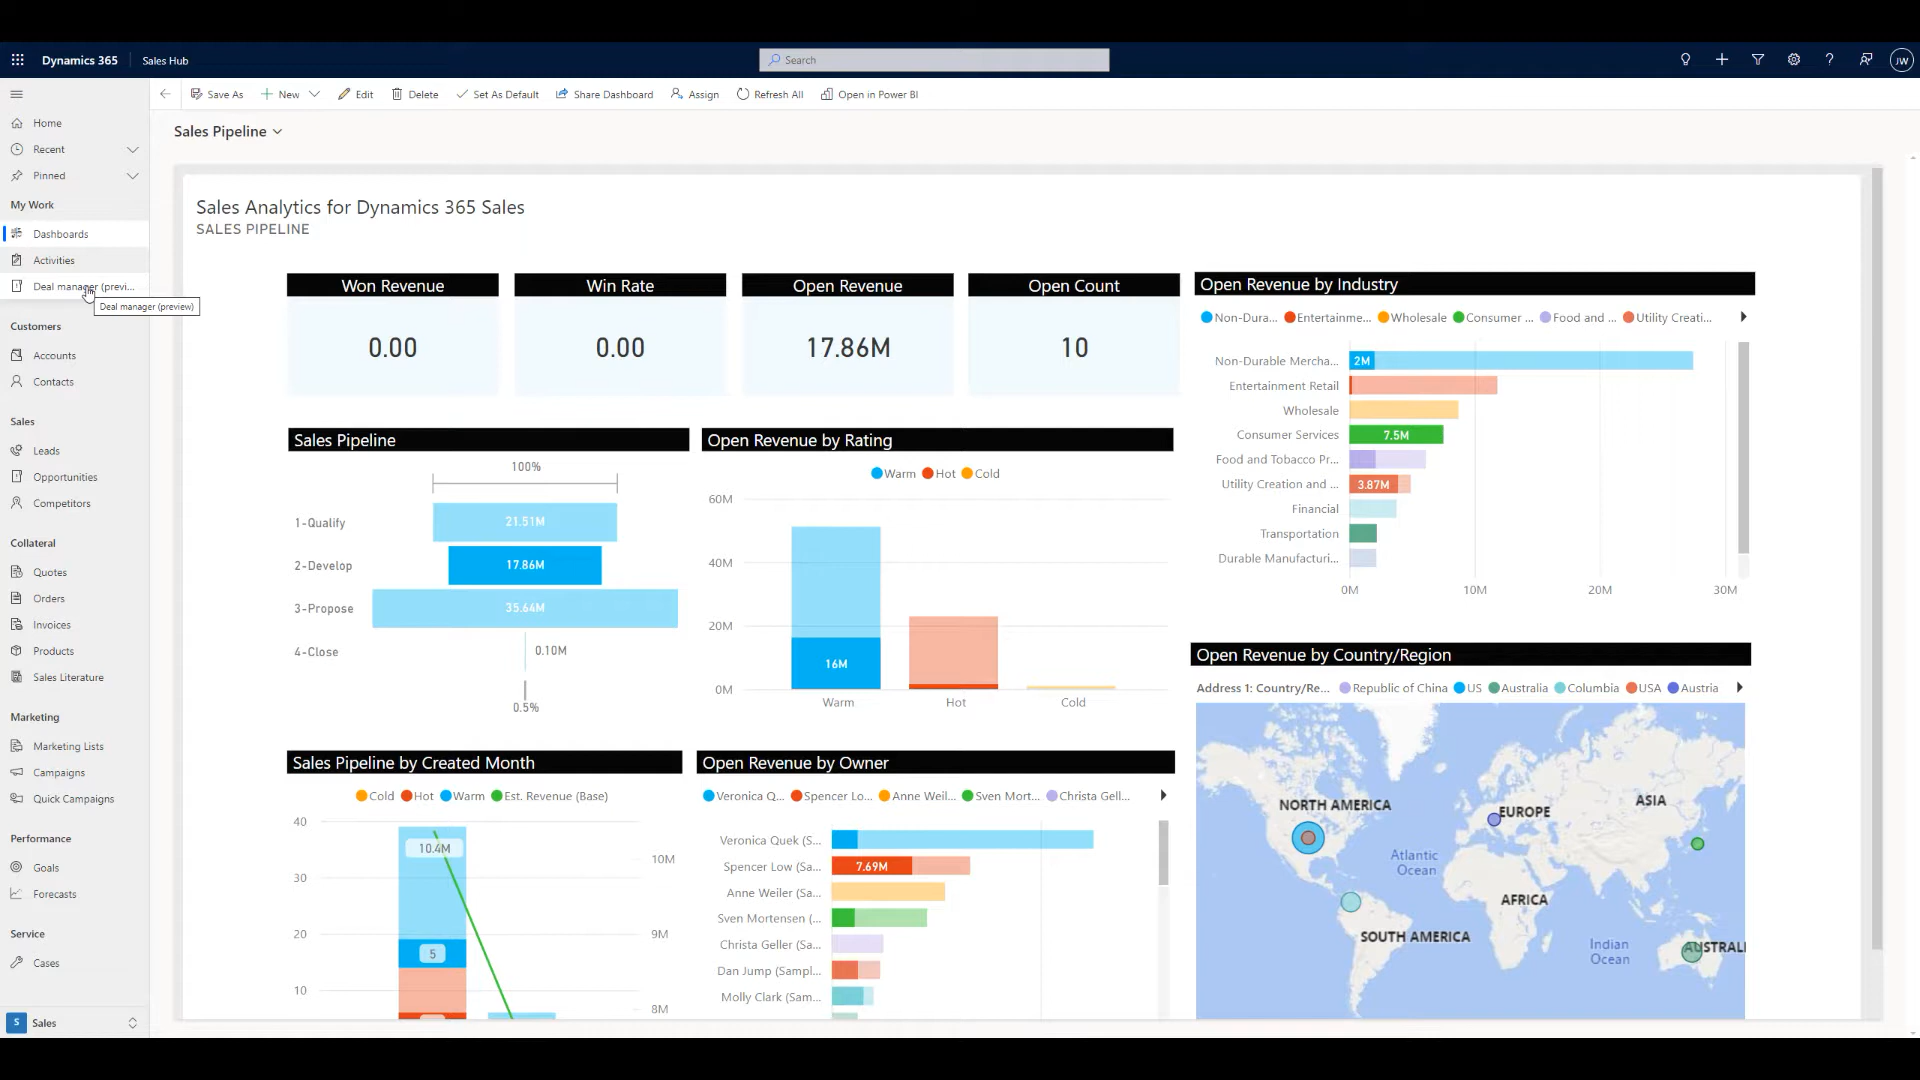 Dynamics 365
Sales Hub
Search
JW
Save As
New
Edit
Delete
Set As Default
Share Dashboard
Assign
Refresh All
Open in Power BI
Home
Recent
Pinned
My Work
Dashboards
Activities
Deal manager (previ...
Deal manager (preview)
Customers
Accounts
Contacts
Sales
Leads
Opportunities
Competitors
Collateral
Quotes
Orders
Invoices
Products
Sales Literature
Marketing
Marketing Lists
Campaigns
Quick Campaigns
Performance
Goals
Forecasts
Service
Cases
S Sales
Sales Pipeline
Sales Analytics for Dynamics 365 Sales
SALES PIPELINE
Won Revenue
0.00
Win Rate
0.00
Open Revenue
17.86M
Open Count
10
Sales Pipeline
100%
1-Qualify 21.51M
2-Develop 17.86M
3-Propose 35.64M
4-Close 0.10M
0.5%
Open Revenue by Rating
Warm Hot Cold
60M
40M
20M
0M
16M
Warm Hot Cold
Open Revenue by Industry
Non-Dura... Entertainme... Wholesale Consumer ... Food and ... Utility Creati...
Non-Durable Mercha... 2M
Entertainment Retail
Wholesale
Consumer Services 7.5M
Food and Tobacco Pr...
Utility Creation and ... 3.87M
Financial
Transportation
Durable Manufacturi...
0M 10M 20M 30M
Sales Pipeline by Created Month
Cold Hot Warm Est. Revenue (Base)
40
30
20
10
10.4M
5
10M
9M
8M
Open Revenue by Owner
Veronica Q... Spencer Lo... Anne Weil... Sven Mort... Christa Gell...
Veronica Quek (S...
Spencer Low (Sa... 7.69M
Anne Weiler (Sa...
Sven Mortensen (...
Christa Geller (Sa...
Dan Jump (Sampl...
Molly Clark (Sam...
Open Revenue by Country/Region
Address 1: Country/Re... Republic of China US Australia Columbia USA Austria
NORTH AMERICA
EUROPE
ASIA
Atlantic
Ocean
AFRICA
SOUTH AMERICA
Indian
Ocean
AUSTRALI